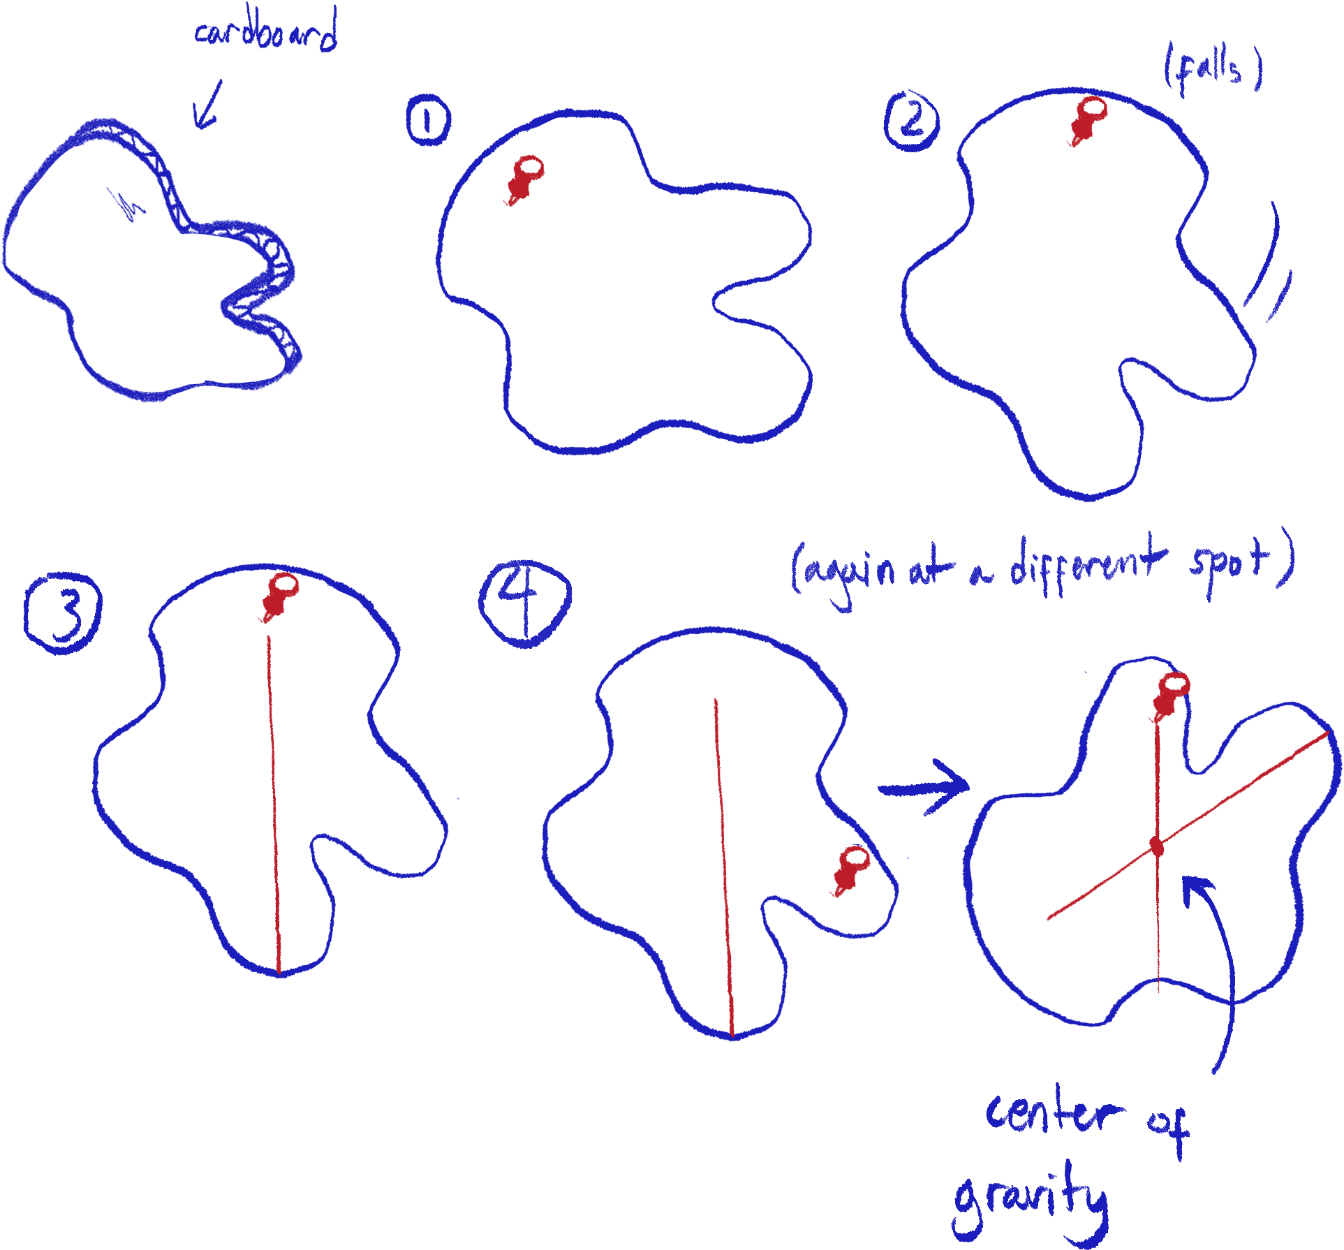 cardboard
1
2
(falls)
3
4
(again at a different spot)
center of
gravity